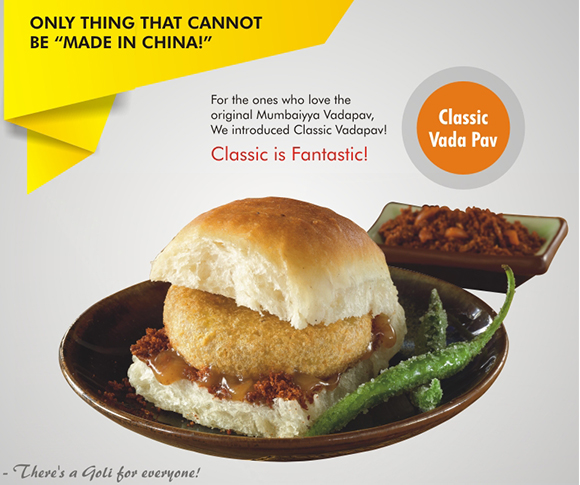 ONLY THING THAT CANNOT
BE “MADE IN CHINA!”
For the ones who love the
original Mumbaiyya Vadapav,
We introduced Classic Vadapav!
Classic is Fantastic!
Classic
Vada Pav
- There's a Goli for everyone!